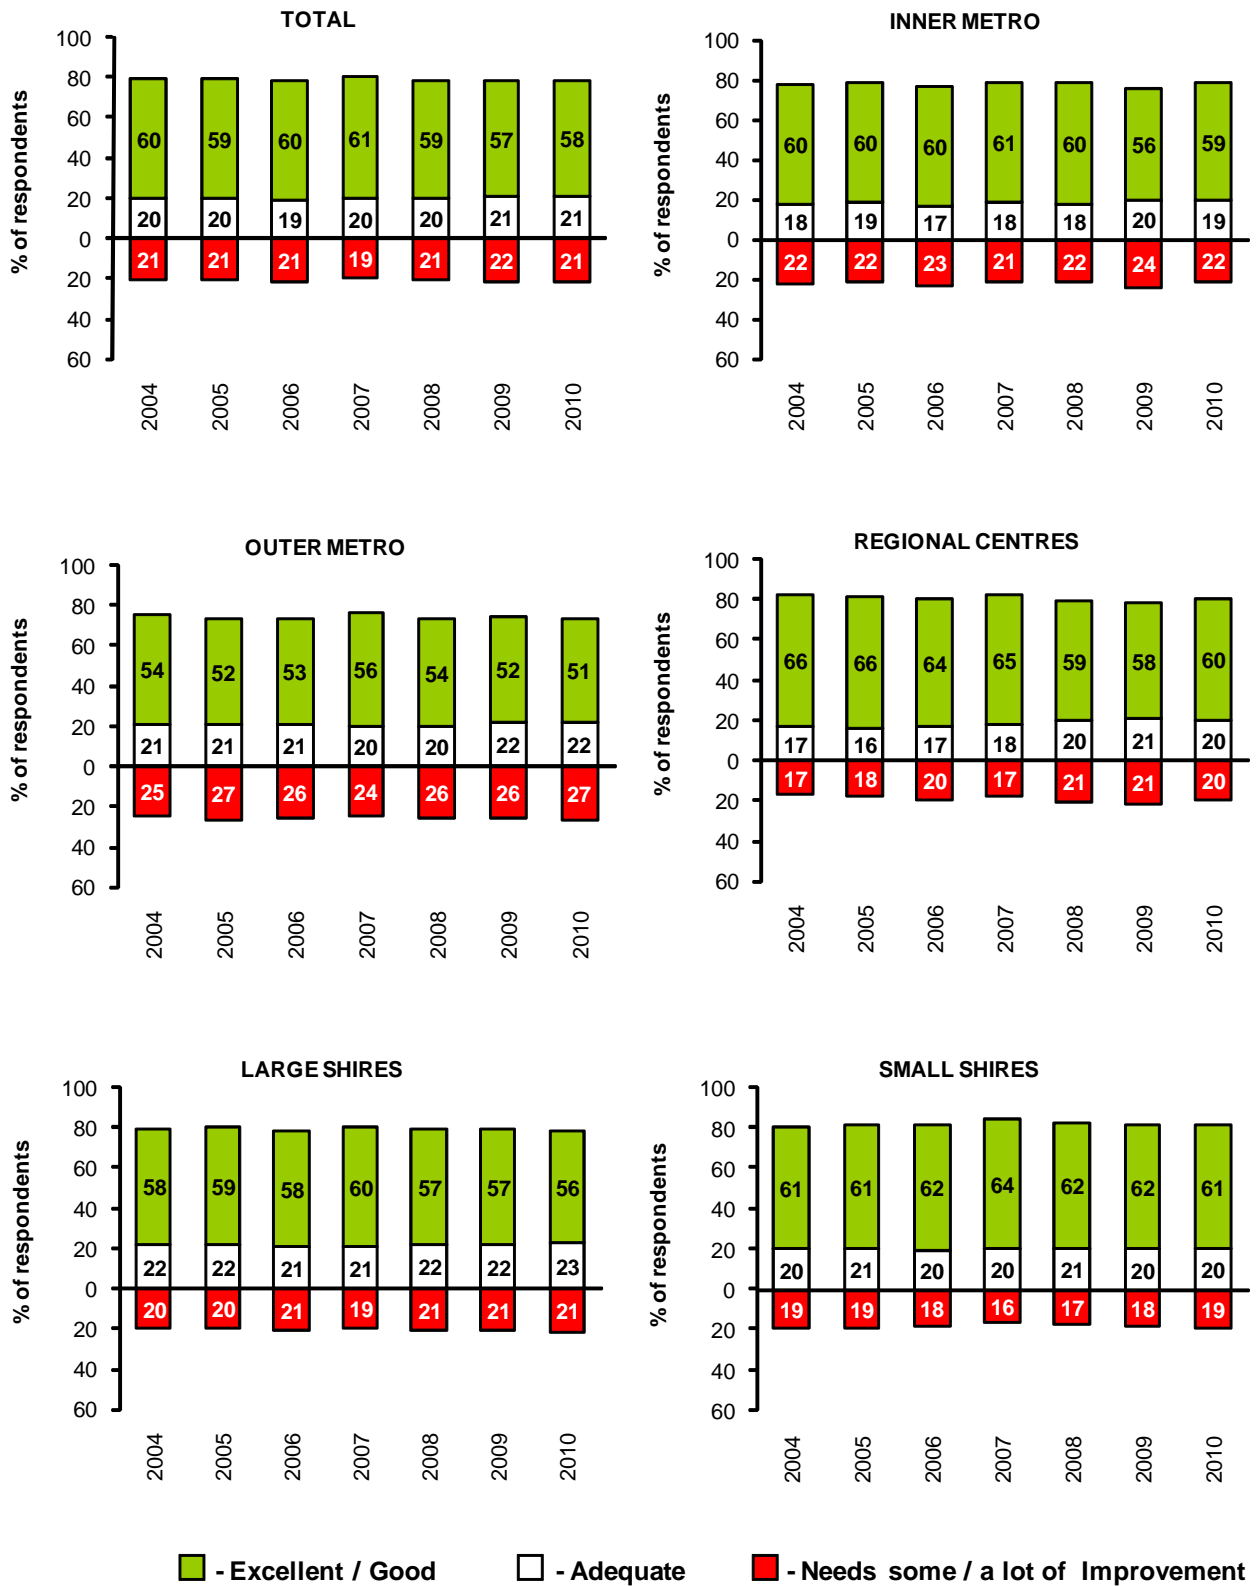 TOTAL
% of respondents
100
80
60
40
20
0
20
40
60
60 59 60 61 59 57 58
20 20 19 20 20 21 21
21 21 21 19 21 22 21
2004 2005 2006 2007 2008 2009 2010
INNER METRO
% of respondents
100
80
60
40
20
0
20
40
60
60 60 60 61 60 56 59
18 19 17 18 18 20 19
22 22 23 21 22 24 22
2004 2005 2006 2007 2008 2009 2010
OUTER METRO
% of respondents
100
80
60
40
20
0
20
40
60
54 52 53 56 54 52 51
21 21 21 20 20 22 22
25 27 26 24 26 26 27
2004 2005 2006 2007 2008 2009 2010
REGIONAL CENTRES
% of respondents
100
80
60
40
20
0
20
40
60
66 66 64 65 59 58 60
17 16 17 18 20 21 20
17 18 20 17 21 21 20
2004 2005 2006 2007 2008 2009 2010
LARGE SHIRES
% of respondents
100
80
60
40
20
0
20
40
60
58 59 58 60 57 57 56
22 22 21 21 22 22 23
20 20 21 19 21 21 21
2004 2005 2006 2007 2008 2009 2010
SMALL SHIRES
% of respondents
100
80
60
40
20
0
20
40
60
61 61 62 64 62 62 61
20 21 20 20 21 20 20
19 19 18 16 17 18 19
2004 2005 2006 2007 2008 2009 2010
- Excellent / Good - Adequate - Needs some / a lot of Improvement